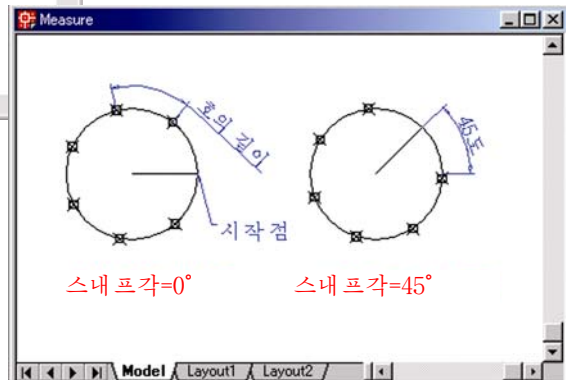 Measure
호의 길이
45도
시작점
스내프각=0°
스내프각=45°
Model Layout1 Layout2